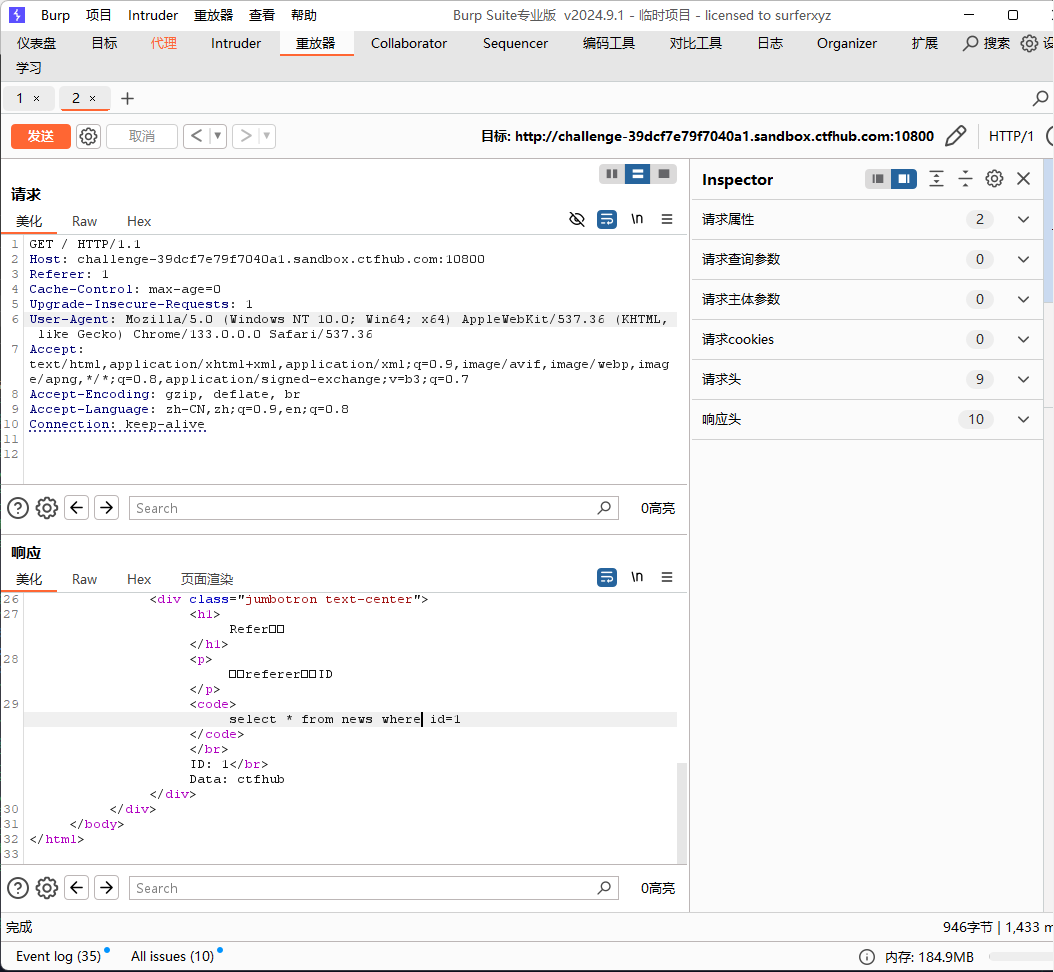 Burp 项目 Intruder 重放器 查看 帮助 Burp Suite专业版 v2024.9.1 - 临时项目 - licensed to surferxyz
仪表盘 目标 代理 Intruder 重放器 Collaborator Sequencer 编码工具 对比工具 日志 Organizer 扩展 搜索 设
学习
1 × 2 × +
发送 取消 < ▼ > ▼ 目标: http://challenge-39dcf7e79f7040a1.sandbox.ctfhub.com:10800 HTTP/1
请求
美化 Raw Hex \n
1 GET / HTTP/1.1
2 Host: challenge-39dcf7e79f7040a1.sandbox.ctfhub.com:10800
3 Referer: 1
4 Cache-Control: max-age=0
5 Upgrade-Insecure-Requests: 1
6 User-Agent: Mozilla/5.0 (Windows NT 10.0; Win64; x64) AppleWebKit/537.36 (KHTML,
like Gecko) Chrome/133.0.0.0 Safari/537.36
7 Accept:
text/html,application/xhtml+xml,application/xml;q=0.9,image/avif,image/webp,imag
e/apng,*/*;q=0.8,application/signed-exchange;v=b3;q=0.7
8 Accept-Encoding: gzip, deflate, br
9 Accept-Language: zh-CN,zh;q=0.9,en;q=0.8
10 Connection: keep-alive
11
12
Search 0高亮
响应
美化 Raw Hex 页面渲染 \n
26 <div class="jumbotron text-center">
27 <h1>
Refer□□
</h1>
28 <p>
□□referer□□ID
</p>
29 <code>
select * from news where id=1
</code>
</br>
ID: 1</br>
Data: ctfhub
</div>
30 </div>
31 </body>
32 </html>
33
Search 0高亮
Inspector
请求属性 2
请求查询参数 0
请求主体参数 0
请求cookies 0
请求头 9
响应头 10
完成 946字节 | 1,433 m
Event log (35) All issues (10) 内存: 184.9MB